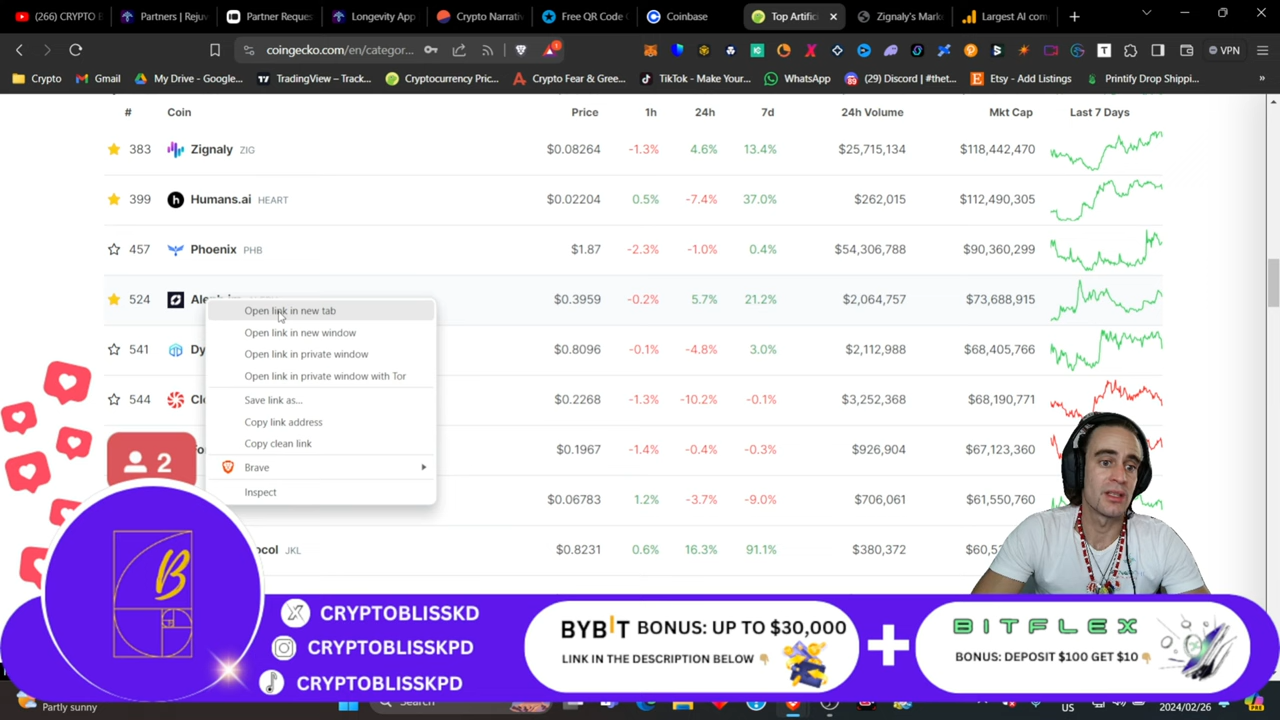 (266) CRYPTO B
Partners | Rejuv
Partner Reques
Longevity App
Crypto Narrativ
Free QR Code
Coinbase
Top Artific
Zignaly's Mark
Largest AI com
coingecko.com/en/categor...
VPN
Crypto
Gmail
My Drive - Google...
TradingView – Track...
Cryptocurrency Pric...
Crypto Fear & Gree...
TikTok - Make Your...
WhatsApp
(29) Discord | #thet...
Etsy - Add Listings
Printify Drop Shippi...
# Coin Price 1h 24h 7d 24h Volume Mkt Cap Last 7 Days
383 Zignaly ZIG $0.08264 -1.3% 4.6% 13.4% $25,715,134 $118,442,470
399 Humans.ai HEART $0.02204 0.5% -7.4% 37.0% $262,015 $112,490,305
457 Phoenix PHB $1.87 -2.3% -1.0% 0.4% $54,306,788 $90,360,299
524 $0.3959 -0.2% 5.7% 21.2% $2,064,757 $73,688,915
541 Dy $0.8096 -0.1% -4.8% 3.0% $2,112,988 $68,405,766
544 Cl $0.2268 -1.3% -10.2% -0.1% $3,252,368 $68,190,771
$0.1967 -1.4% -0.4% -0.3% $926,904 $67,123,360
$0.06783 1.2% -3.7% -9.0% $706,061 $61,550,760
ocol JKL $0.8231 0.6% 16.3% 91.1% $380,372
Open link in new tab
Open link in new window
Open link in private window
Open link in private window with Tor
Save link as...
Copy link address
Copy clean link
Brave
Inspect
2
B
CRYPTOBLISSKD
CRYPTOBLISSKPD
CRYPTOBLISSKPD
BYBIT BONUS: UP TO $30,000
LINK IN THE DESCRIPTION BELOW
BITFLEX
BONUS: DEPOSIT $100 GET $10
Partly sunny
Search
US
2024/02/26